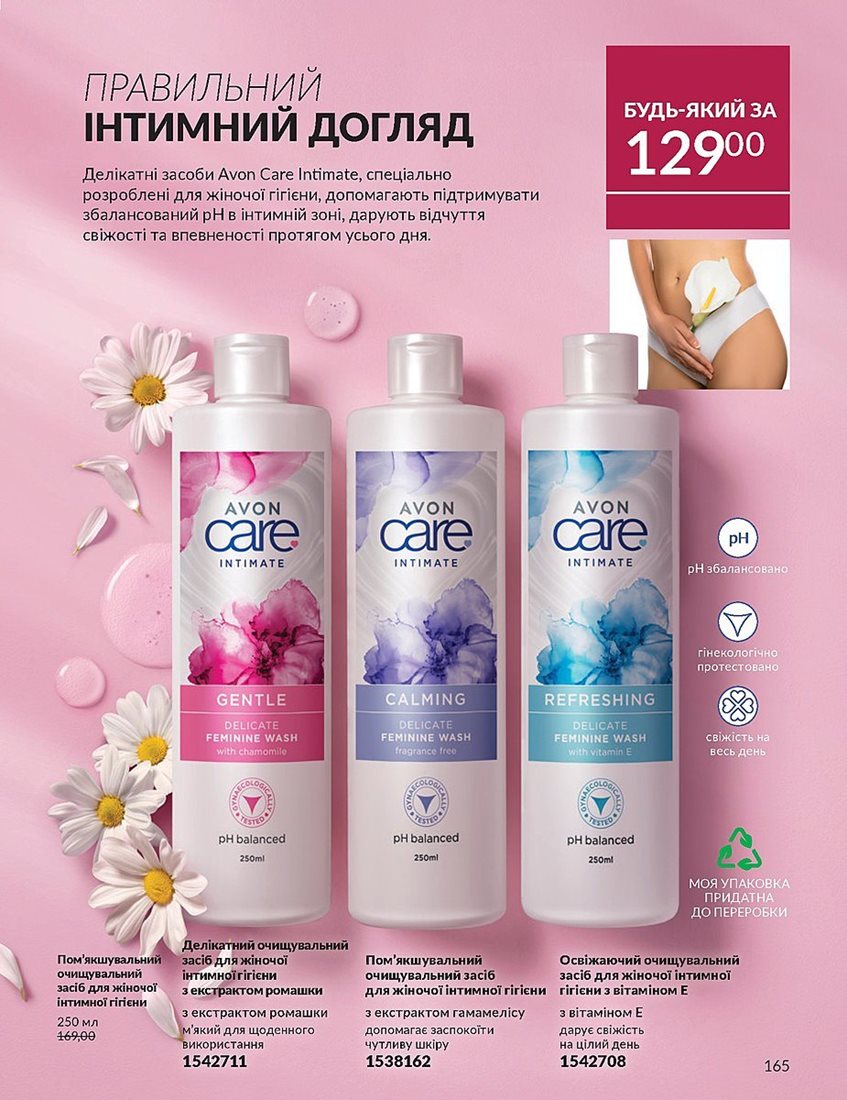 ПРАВИЛЬНИЙ
ІНТИМНИЙ ДОГЛЯД
Делікатні засоби Avon Care Intimate, спеціально
розроблені для жіночої гігієни, допомагають підтримувати
збалансований pH в інтимній зоні, дарують відчуття
свіжості та впевненості протягом усього дня.
БУДЬ-ЯКИЙ ЗА
129⁰⁰
AVON
care
INTIMATE
GENTLE
DELICATE
FEMININE WASH
with chamomile
GYNAECOLOGICALLY
TESTED
pH balanced
250ml
AVON
care
INTIMATE
CALMING
DELICATE
FEMININE WASH
fragrance free
GYNAECOLOGICALLY
TESTED
pH balanced
250ml
AVON
care
INTIMATE
REFRESHING
DELICATE
FEMININE WASH
with vitamin E
GYNAECOLOGICALLY
TESTED
pH balanced
250ml
pH
pH збалансовано
гінекологічно
протестовано
свіжість на
весь день
МОЯ УПАКОВКА
ПРИДАТНА
ДО ПЕРЕРОБКИ
Пом’якшувальний
очищувальний
засіб для жіночої
інтимної гігієни
250 мл
169,00
Делікатний очищувальний
засіб для жіночої
інтимної гігієни
з екстрактом ромашки
з екстрактом ромашки
м’який для щоденного
використання
1542711
Пом’якшувальний
очищувальний засіб
для жіночої інтимної гігієни
з екстрактом гамамелісу
допомагає заспокоїти
чутливу шкіру
1538162
Освіжаючий очищувальний
засіб для жіночої інтимної
гігієни з вітаміном Е
з вітаміном Е
дарує свіжість
на цілий день
1542708
165